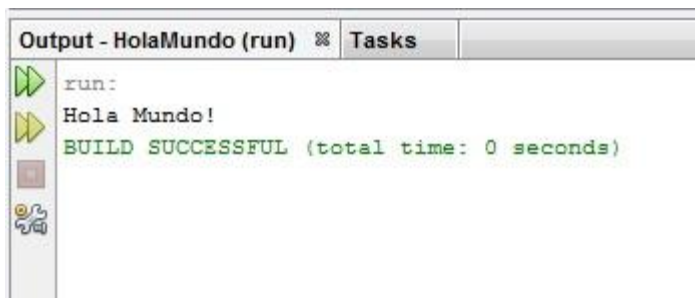 Output - HolaMundo (run) Tasks
run:
Hola Mundo!
BUILD SUCCESSFUL (total time: 0 seconds)